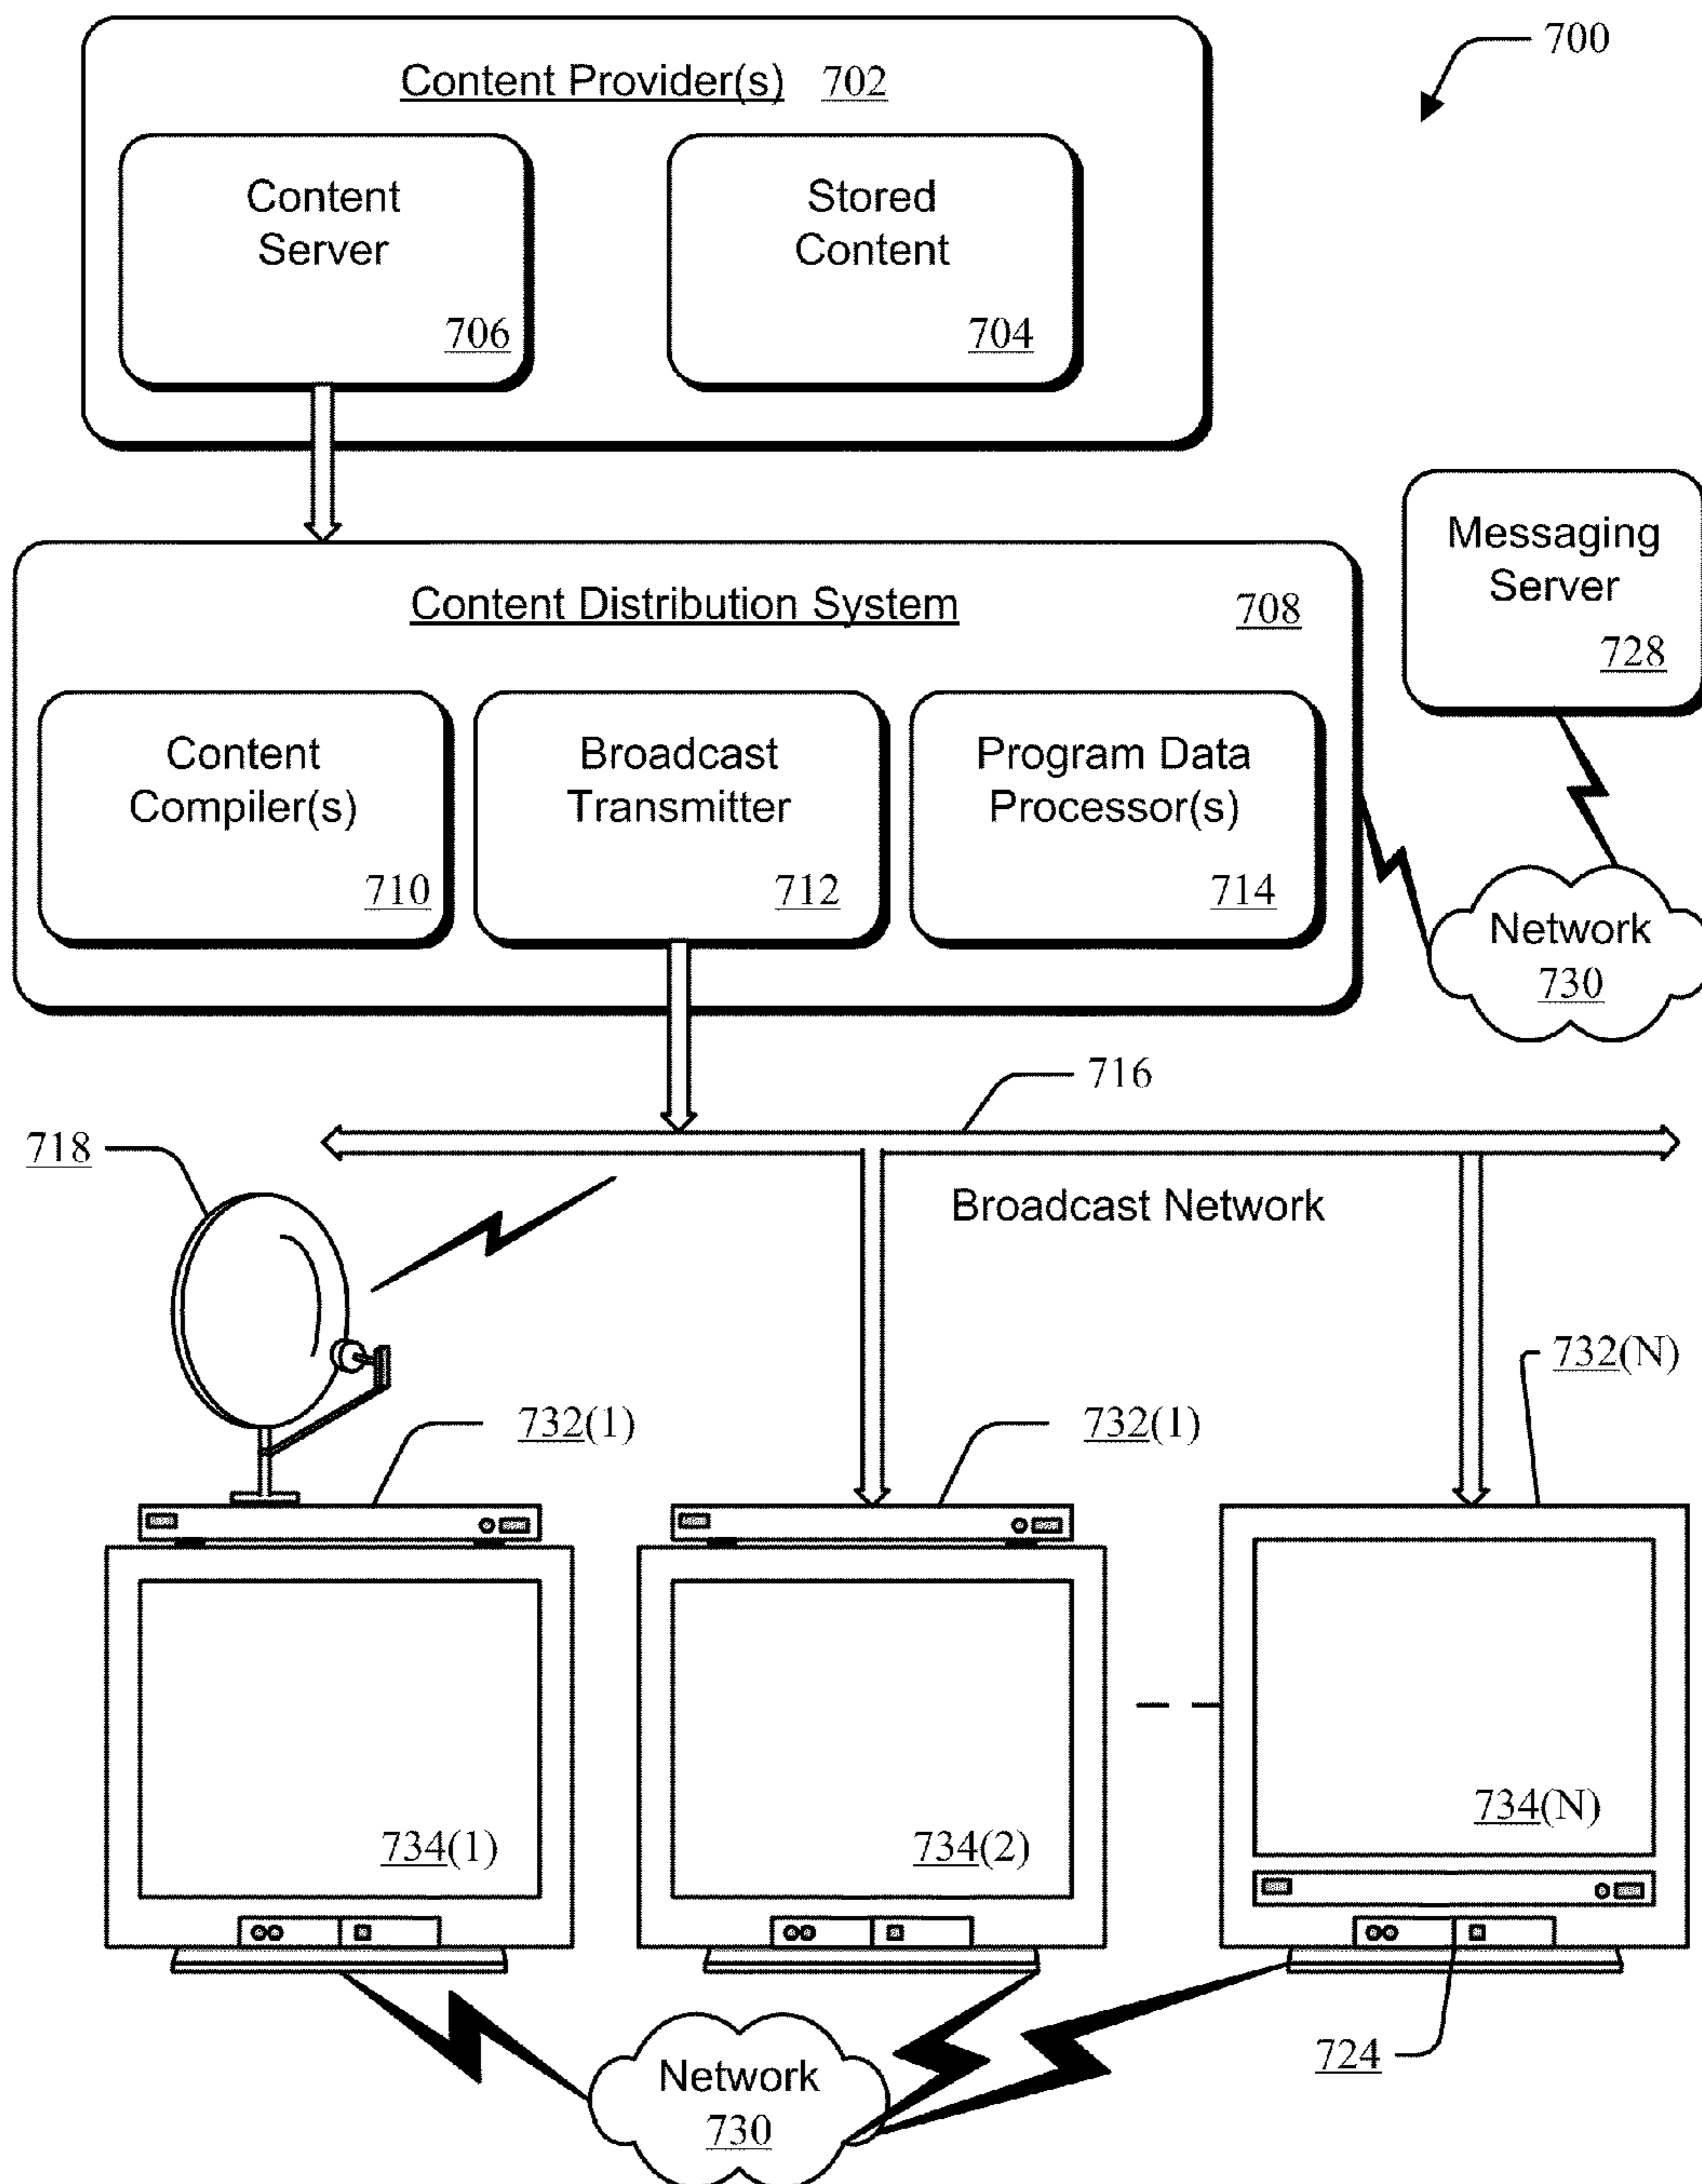 700
Content Provider(s) 702
Content
Server
706
Stored
Content
704
Content Distribution System 708
Content
Compiler(s)
710
Broadcast
Transmitter
712
Program Data
Processor(s)
714
Messaging
Server
728
Network
730
716
718
Broadcast Network
732(1)
732(1)
732(N)
734(1)
734(2)
734(N)
724
Network
730